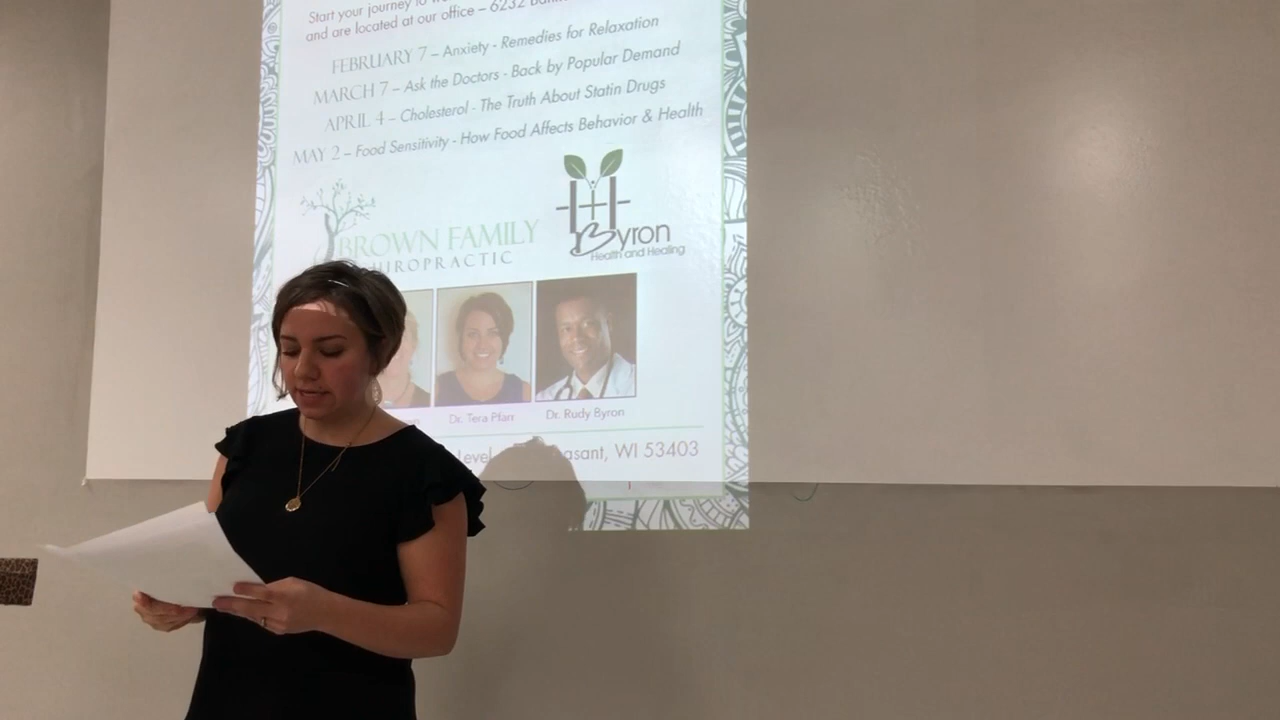 Start your journey to
and are located at our office – 6232
FEBRUARY 7 – Anxiety - Remedies for Relaxation
MARCH 7 – Ask the Doctors - Back by Popular Demand
APRIL 4 – Cholesterol - The Truth About Statin Drugs
MAY 2 – Food Sensitivity - How Food Affects Behavior & Health
BROWN FAMILY
CHIROPRACTIC
H
Byron
Health and Healing
Dr. Tera Pfarr
Dr. Rudy Byron
Level
WI 53403